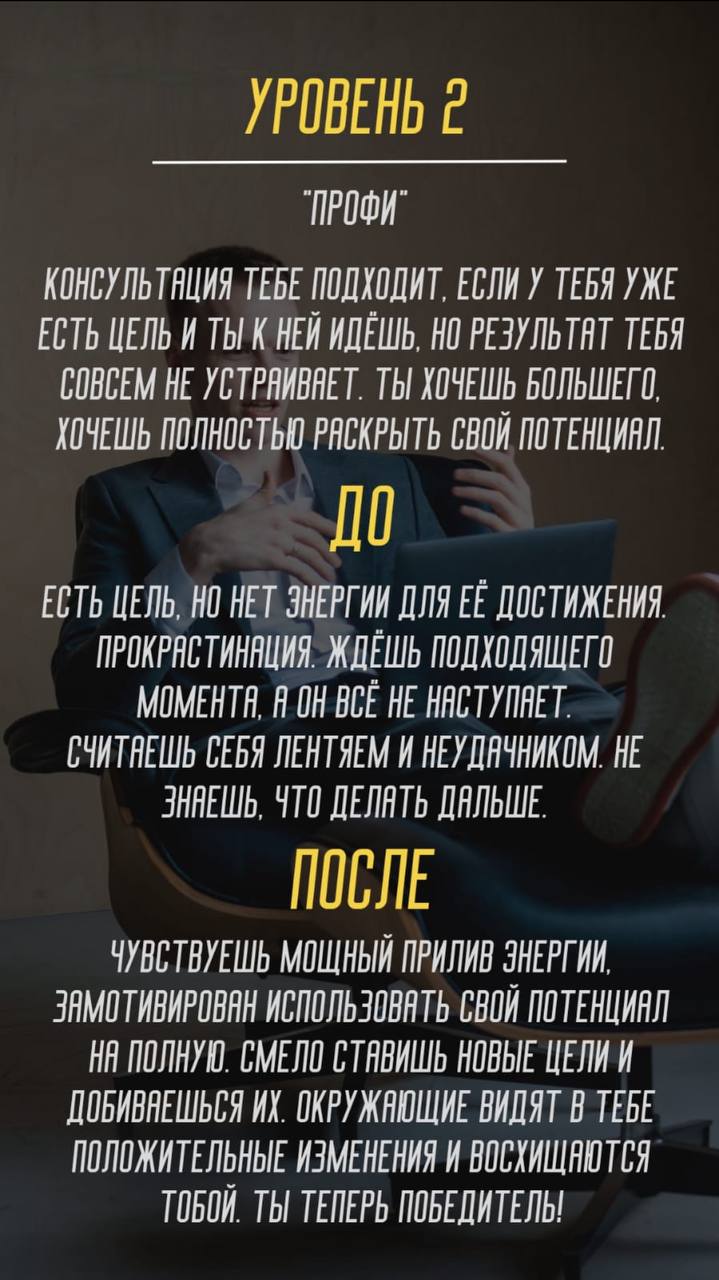 УРОВЕНЬ 2
"ПРОФИ"
КОНСУЛЬТАЦИЯ ТЕБЕ ПОДХОДИТ, ЕСЛИ У ТЕБЯ УЖЕ
ЕСТЬ ЦЕЛЬ И ТЫ К НЕЙ ИДЁШЬ, НО РЕЗУЛЬТАТ ТЕБЯ
СОВСЕМ НЕ УСТРАИВАЕТ. ТЫ ХОЧЕШЬ БОЛЬШЕГО,
ХОЧЕШЬ ПОЛНОСТЬЮ РАСКРЫТЬ СВОЙ ПОТЕНЦИАЛ.
ДО
ЕСТЬ ЦЕЛЬ, НО НЕТ ЭНЕРГИИ ДЛЯ ЕЁ ДОСТИЖЕНИЯ.
ПРОКРАСТИНАЦИЯ. ЖДЁШЬ ПОДХОДЯЩЕГО
МОМЕНТА, А ОН ВСЁ НЕ НАСТУПАЕТ.
СЧИТАЕШЬ СЕБЯ ЛЕНТЯЕМ И НЕУДАЧНИКОМ. НЕ
ЗНАЕШЬ, ЧТО ДЕЛАТЬ ДАЛЬШЕ.
ПОСЛЕ
ЧУВСТВУЕШЬ МОЩНЫЙ ПРИЛИВ ЭНЕРГИИ,
ЗАМОТИВИРОВАН ИСПОЛЬЗОВАТЬ СВОЙ ПОТЕНЦИАЛ
НА ПОЛНУЮ. СМЕЛО СТАВИШЬ НОВЫЕ ЦЕЛИ И
ДОБИВАЕШЬСЯ ИХ. ОКРУЖАЮЩИЕ ВИДЯТ В ТЕБЕ
ПОЛОЖИТЕЛЬНЫЕ ИЗМЕНЕНИЯ И ВОСХИЩАЮТСЯ
ТОБОЙ. ТЫ ТЕПЕРЬ ПОБЕДИТЕЛЬ!